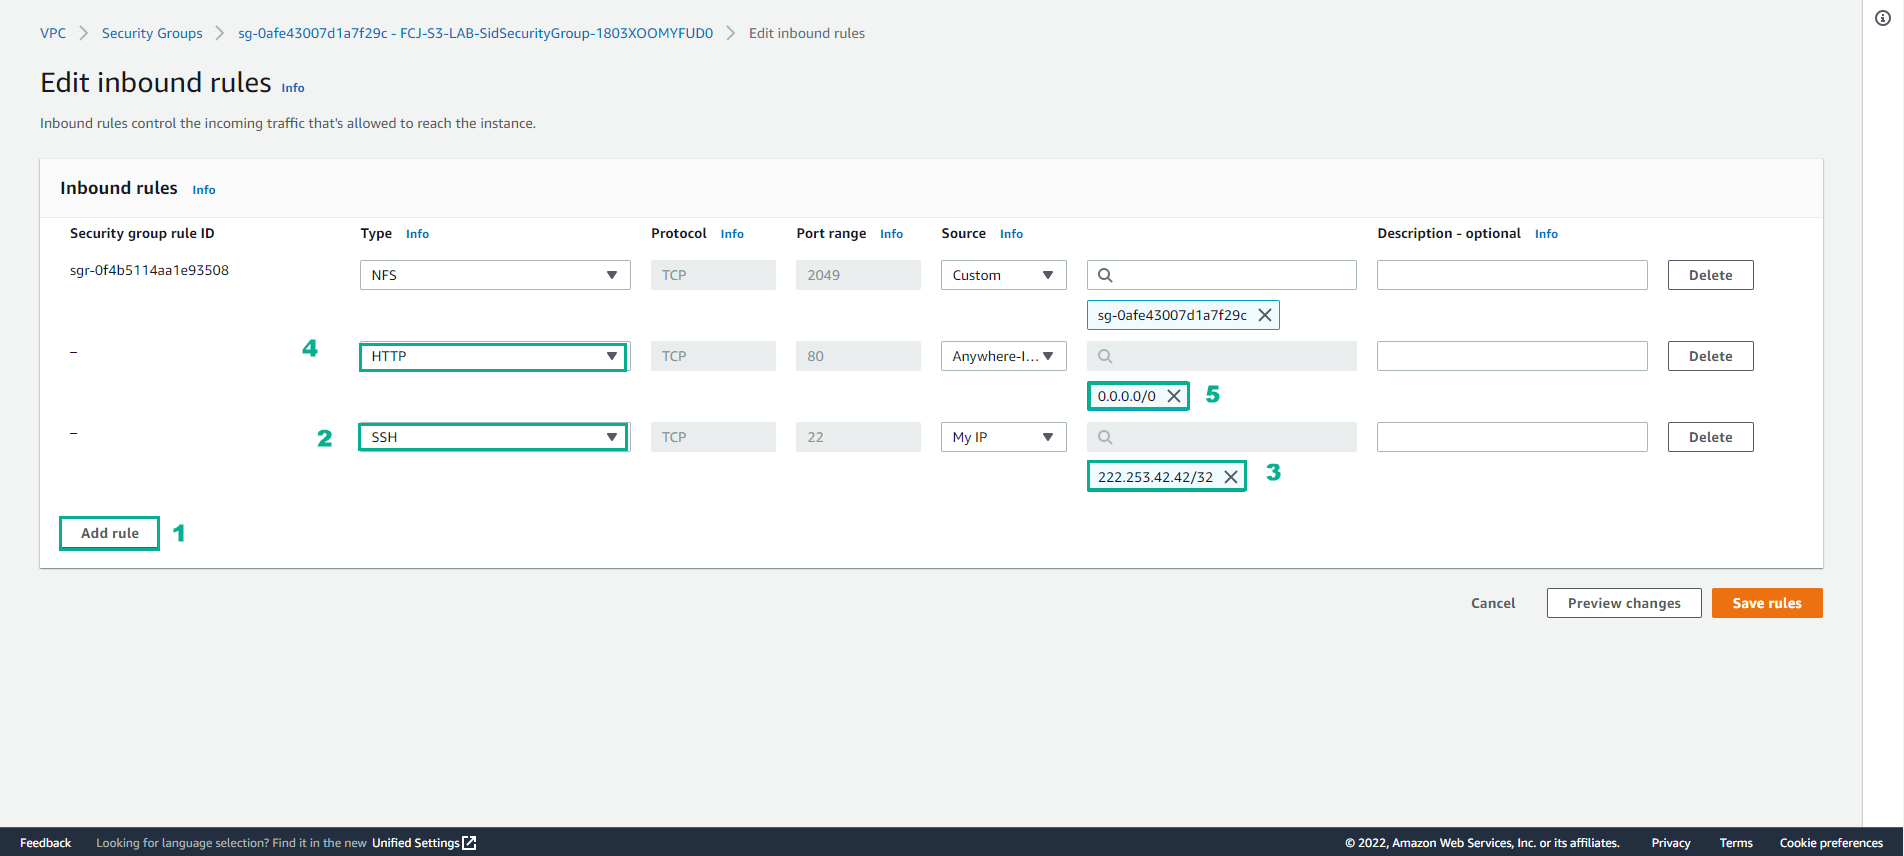 VPC > Security Groups > sg-0afe43007d1a7f29c - FCJ-S3-LAB-SidSecurityGroup-1803XOOMYFUD0 > Edit inbound rules
Edit inbound rules Info
Inbound rules control the incoming traffic that's allowed to reach the instance.
Inbound rules Info
Security group rule ID Type Info Protocol Info Port range Info Source Info Description - optional Info
sgr-0f4b5114aa1e93508 NFS TCP 2049 Custom Delete
sg-0afe43007d1a7f29c
– 4 HTTP TCP 80 Anywhere-I... Delete
0.0.0.0/0 5
– 2 SSH TCP 22 My IP Delete
222.253.42.42/32 3
Add rule 1
Cancel Preview changes Save rules
Feedback Looking for language selection? Find it in the new Unified Settings © 2022, Amazon Web Services, Inc. or its affiliates. Privacy Terms Cookie preferences